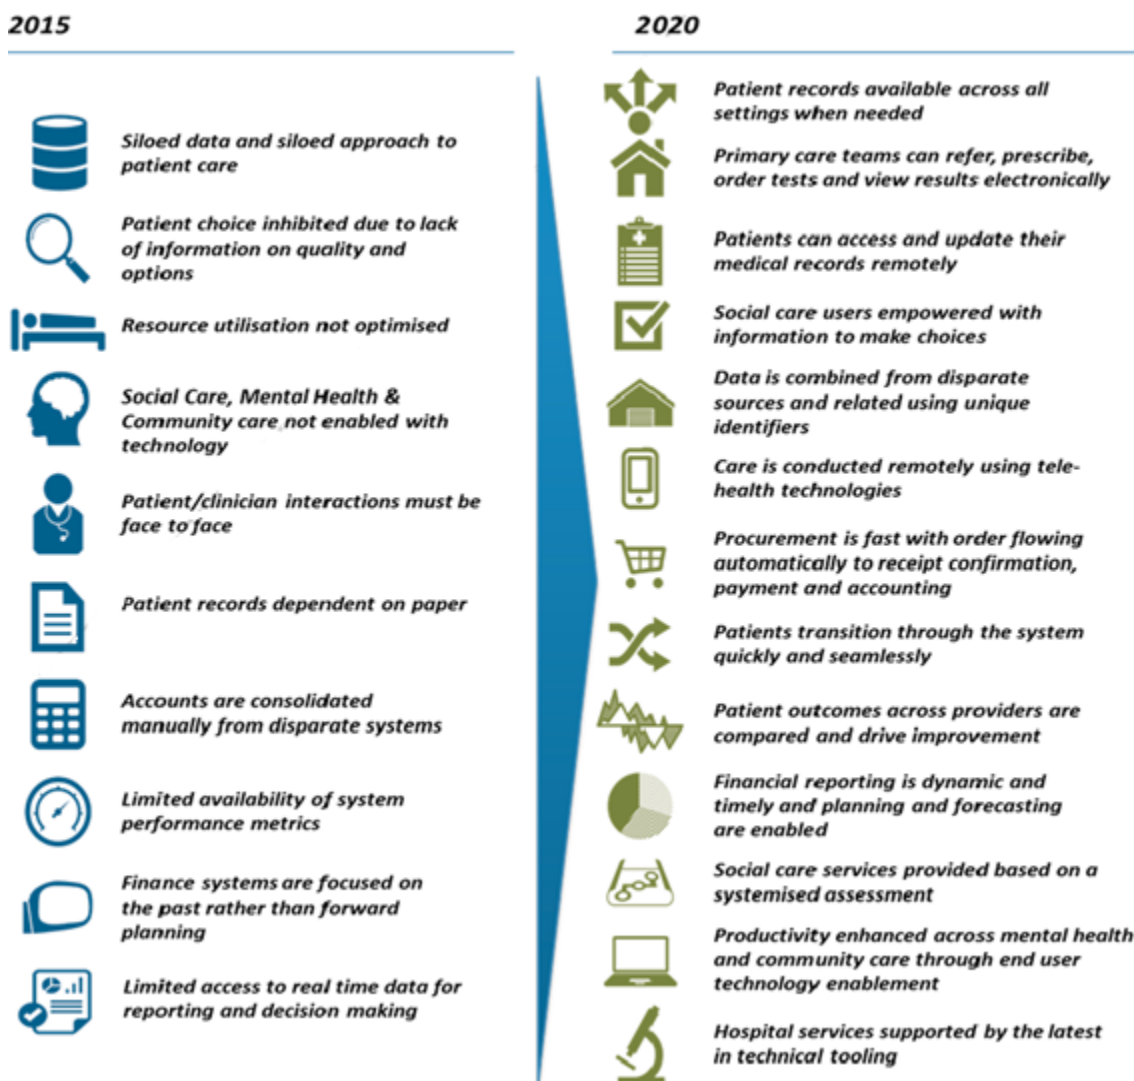 2015
Siloed data and siloed approach to
patient care
Patient choice inhibited due to lack
of information on quality and
options
Resource utilisation not optimised
Social Care, Mental Health &
Community care not enabled with
technology
Patient/clinician interactions must be
face to face
Patient records dependent on paper
Accounts are consolidated
manually from disparate systems
Limited availability of system
performance metrics
Finance systems are focused on
the past rather than forward
planning
Limited access to real time data for
reporting and decision making
2020
Patient records available across all
settings when needed
Primary care teams can refer, prescribe,
order tests and view results electronically
Patients can access and update their
medical records remotely
Social care users empowered with
information to make choices
Data is combined from disparate
sources and related using unique
identifiers
Care is conducted remotely using tele-
health technologies
Procurement is fast with order flowing
automatically to receipt confirmation,
payment and accounting
Patients transition through the system
quickly and seamlessly
Patient outcomes across providers are
compared and drive improvement
Financial reporting is dynamic and
timely and planning and forecasting
are enabled
Social care services provided based on a
systemised assessment
Productivity enhanced across mental health
and community care through end user
technology enablement
Hospital services supported by the latest
in technical tooling